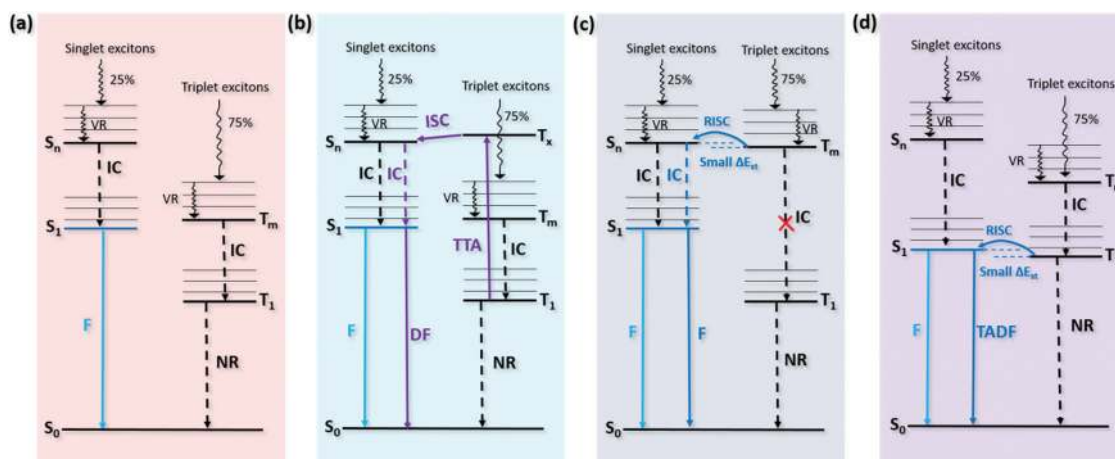 (a)
Singlet excitons
25%
Triplet excitons
75%
VR
Sn
IC
VR
Tm
S1
IC
T1
F
NR
S0
(b)
Singlet excitons
25%
Triplet excitons
75%
VR
ISC
Tx
Sn
IC
IC
VR
Tm
S1
TTA
IC
T1
F
DF
NR
S0
(c)
Singlet excitons
25%
Triplet excitons
75%
VR
RISC
VR
Sn
Tm
Small ΔEst
IC
IC
IC
S1
T1
F
F
NR
S0
(d)
Singlet excitons
25%
Triplet excitons
75%
VR
Sn
VR
IC
IC
RISC
S1
T
Small ΔEst
F
TADF
NR
S0